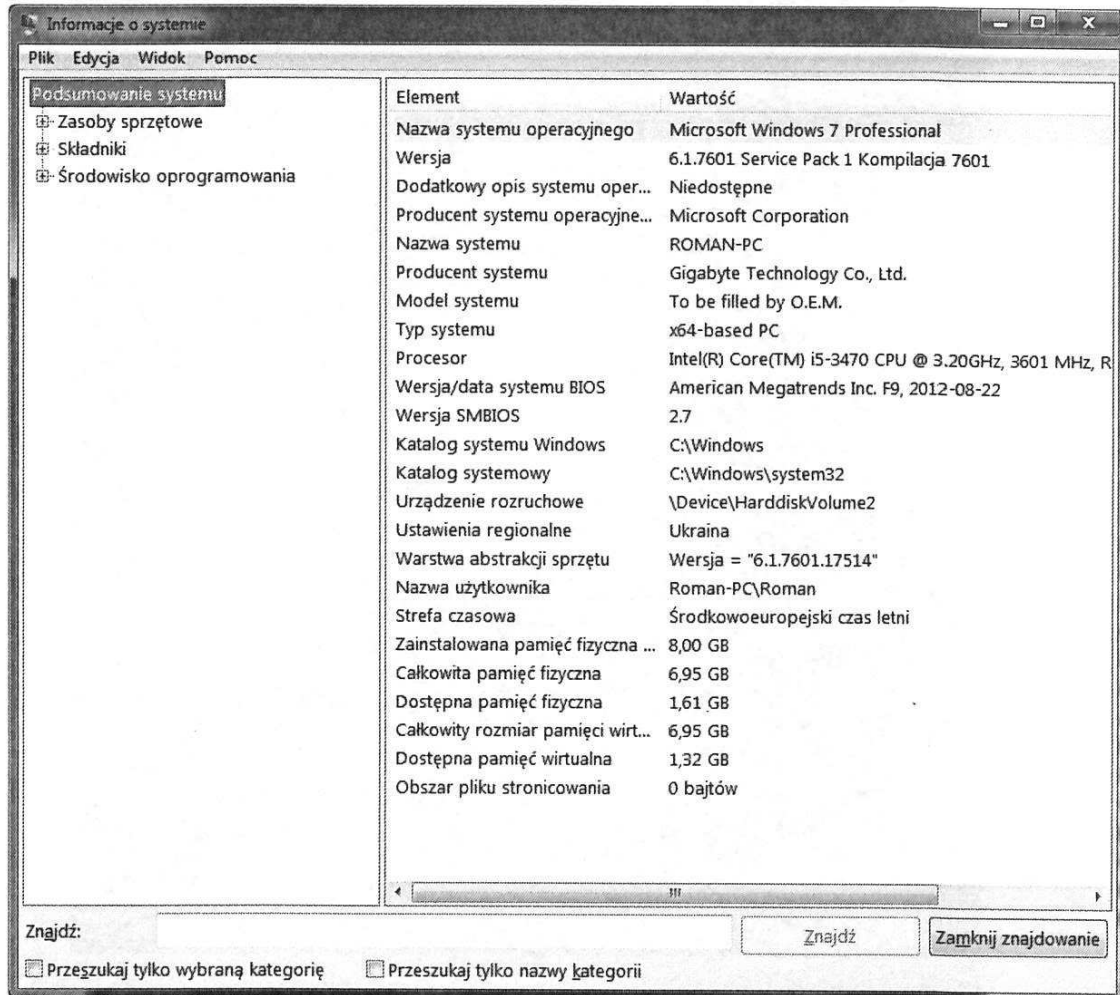 Informacje o systemie
Plik Edycja Widok Pomoc
Podsumowanie systemu
Zasoby sprzętowe
Składniki
Środowisko oprogramowania
Element Wartość
Nazwa systemu operacyjnego Microsoft Windows 7 Professional
Wersja 6.1.7601 Service Pack 1 Kompilacja 7601
Dodatkowy opis systemu oper... Niedostępne
Producent systemu operacyjne... Microsoft Corporation
Nazwa systemu ROMAN-PC
Producent systemu Gigabyte Technology Co., Ltd.
Model systemu To be filled by O.E.M.
Typ systemu x64-based PC
Procesor Intel(R) Core(TM) i5-3470 CPU @ 3.20GHz, 3601 MHz, R
Wersja/data systemu BIOS American Megatrends Inc. F9, 2012-08-22
Wersja SMBIOS 2.7
Katalog systemu Windows C:\Windows
Katalog systemowy C:\Windows\system32
Urządzenie rozruchowe \Device\HarddiskVolume2
Ustawienia regionalne Ukraina
Warstwa abstrakcji sprzętu Wersja = "6.1.7601.17514"
Nazwa użytkownika Roman-PC\Roman
Strefa czasowa Środkowoeuropejski czas letni
Zainstalowana pamięć fizyczna ... 8,00 GB
Całkowita pamięć fizyczna 6,95 GB
Dostępna pamięć fizyczna 1,61 GB
Całkowity rozmiar pamięci wirt... 6,95 GB
Dostępna pamięć wirtualna 1,32 GB
Obszar pliku stronicowania 0 bajtów
Znajdź: Znajdź Zamknij znajdowanie
Przeszukaj tylko wybraną kategorię Przeszukaj tylko nazwy kategorii